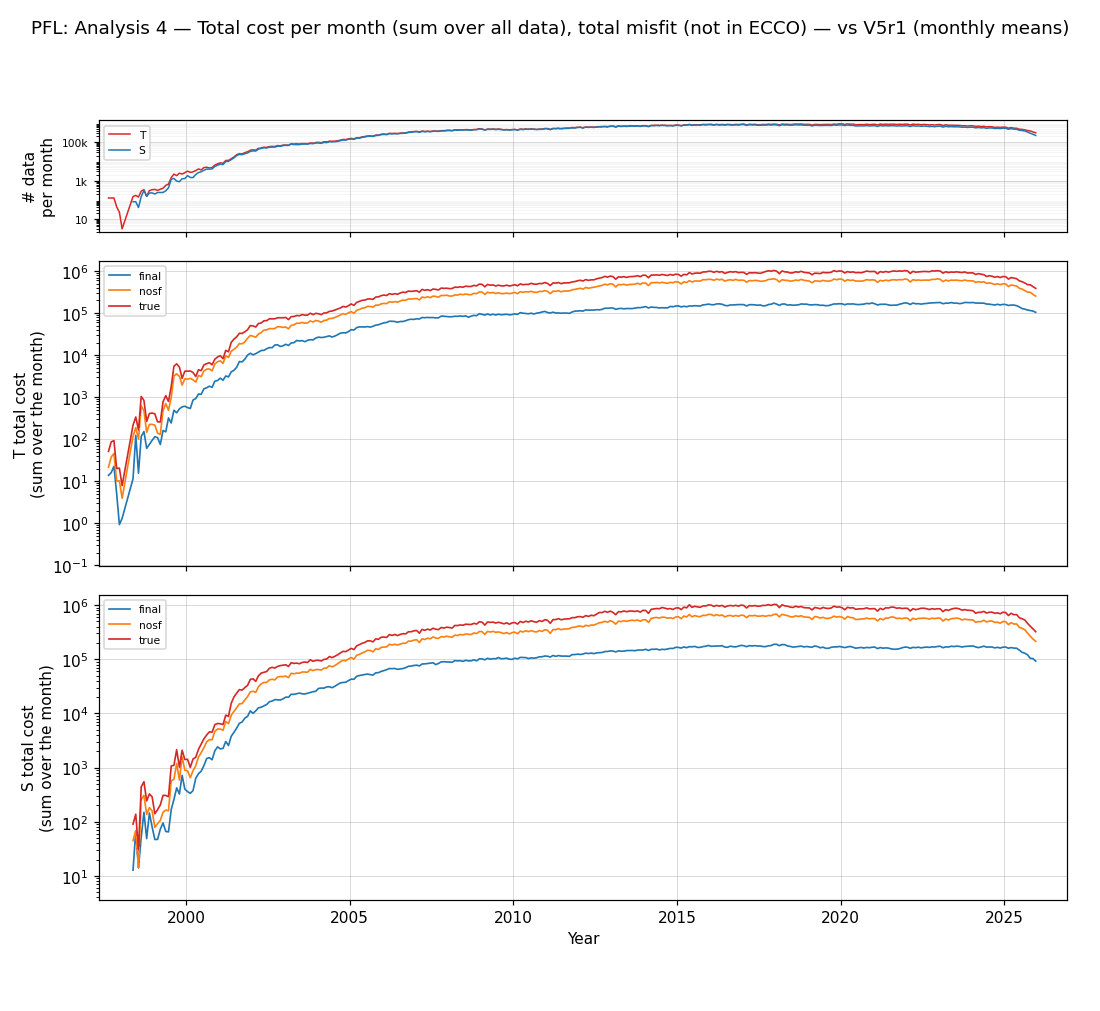 PFL: Analysis 4 — Total cost per month (sum over all data), total misfit (not in ECCO) — vs V5r1 (monthly means)
# data
per month
100k
1k
10
T
S
T total cost
(sum over the month)
10⁶
10⁵
10⁴
10³
10²
10¹
10⁰
10⁻¹
final
nosf
true
S total cost
(sum over the month)
10⁶
10⁵
10⁴
10³
10²
10¹
final
nosf
true
2000 2005 2010 2015 2020 2025
Year